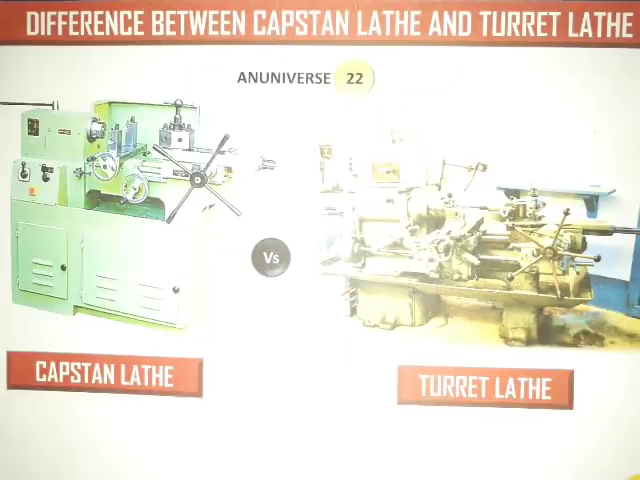 DIFFERENCE BETWEEN CAPSTAN LATHE AND TURRET LATHE
ANUNIVERSE 22
Vs
CAPSTAN LATHE
TURRET LATHE